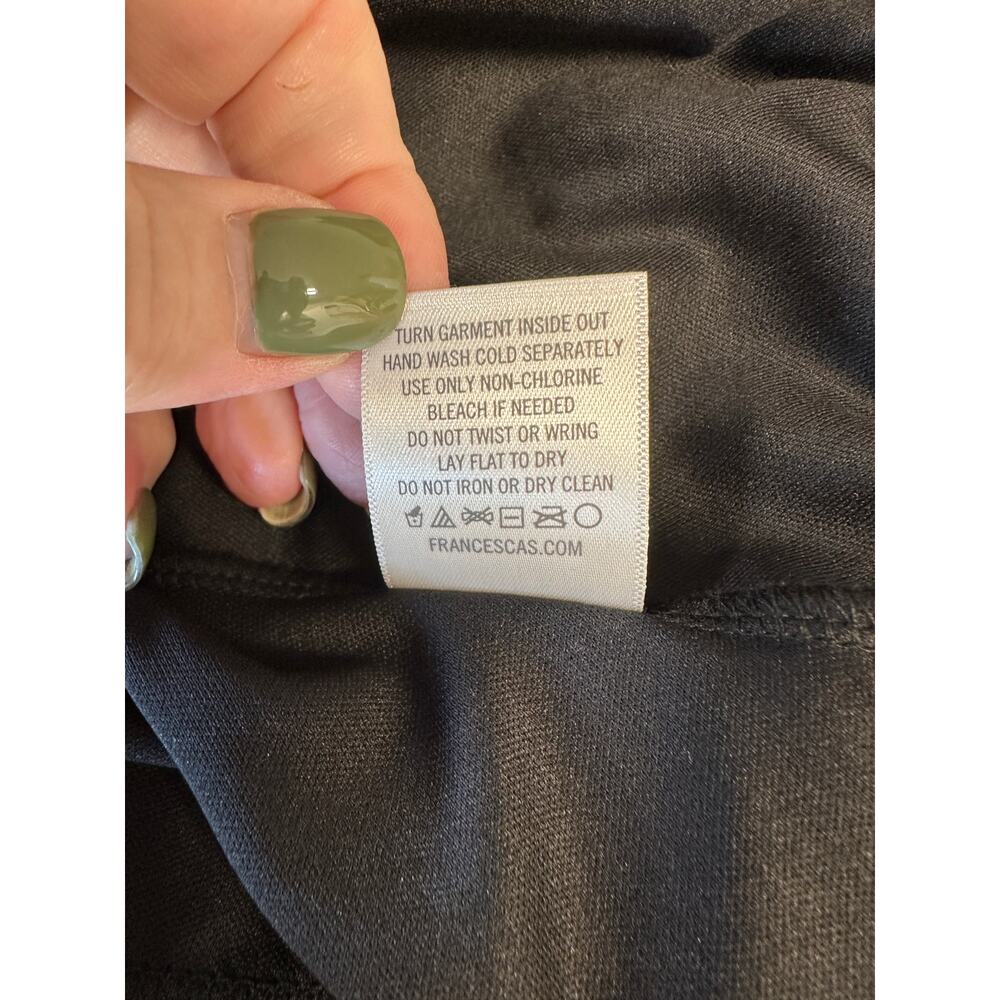 TURN GARMENT INSIDE OUT
HAND WASH COLD SEPARATELY
USE ONLY NON-CHLORINE
BLEACH IF NEEDED
DO NOT TWIST OR WRING
LAY FLAT TO DRY
DO NOT IRON OR DRY CLEAN
FRANCESCAS.COM